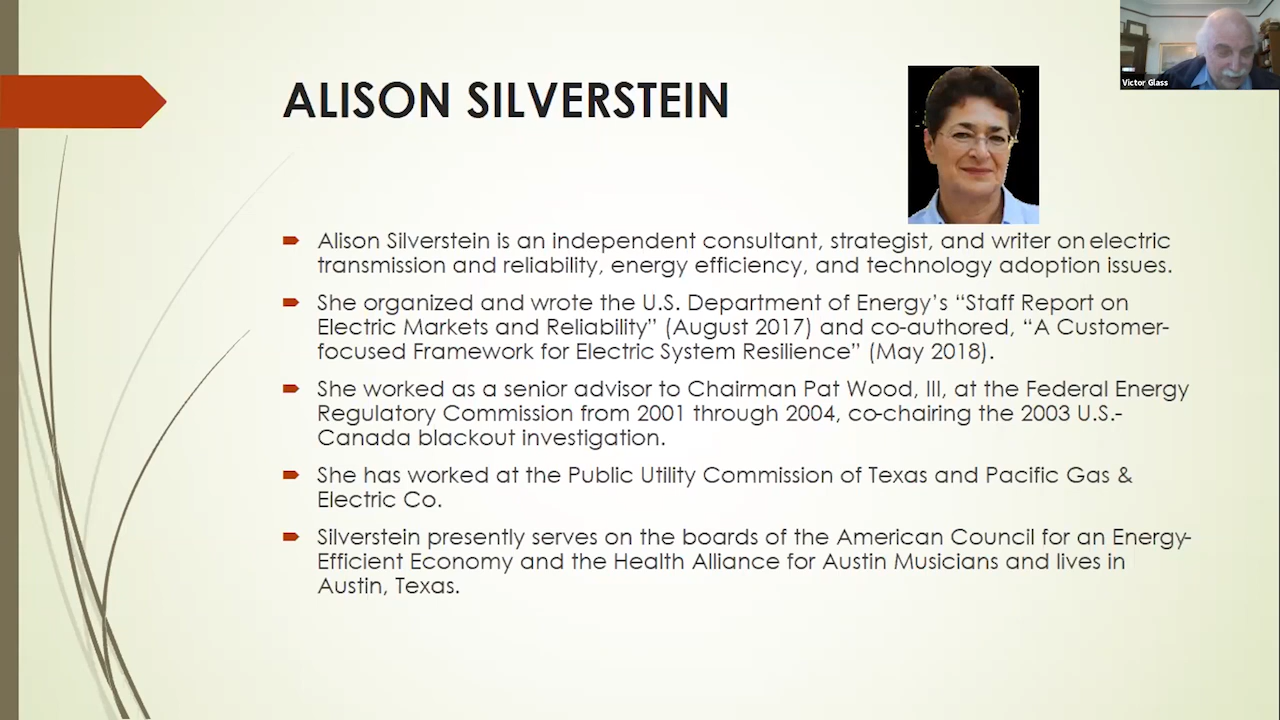 Victor Glass
ALISON SILVERSTEIN
Alison Silverstein is an independent consultant, strategist, and writer on electric
transmission and reliability, energy efficiency, and technology adoption issues.
She organized and wrote the U.S. Department of Energy’s “Staff Report on
Electric Markets and Reliability” (August 2017) and co-authored, “A Customer-
focused Framework for Electric System Resilience” (May 2018).
She worked as a senior advisor to Chairman Pat Wood, III, at the Federal Energy
Regulatory Commission from 2001 through 2004, co-chairing the 2003 U.S.-
Canada blackout investigation.
She has worked at the Public Utility Commission of Texas and Pacific Gas &
Electric Co.
Silverstein presently serves on the boards of the American Council for an Energy-
Efficient Economy and the Health Alliance for Austin Musicians and lives in
Austin, Texas.